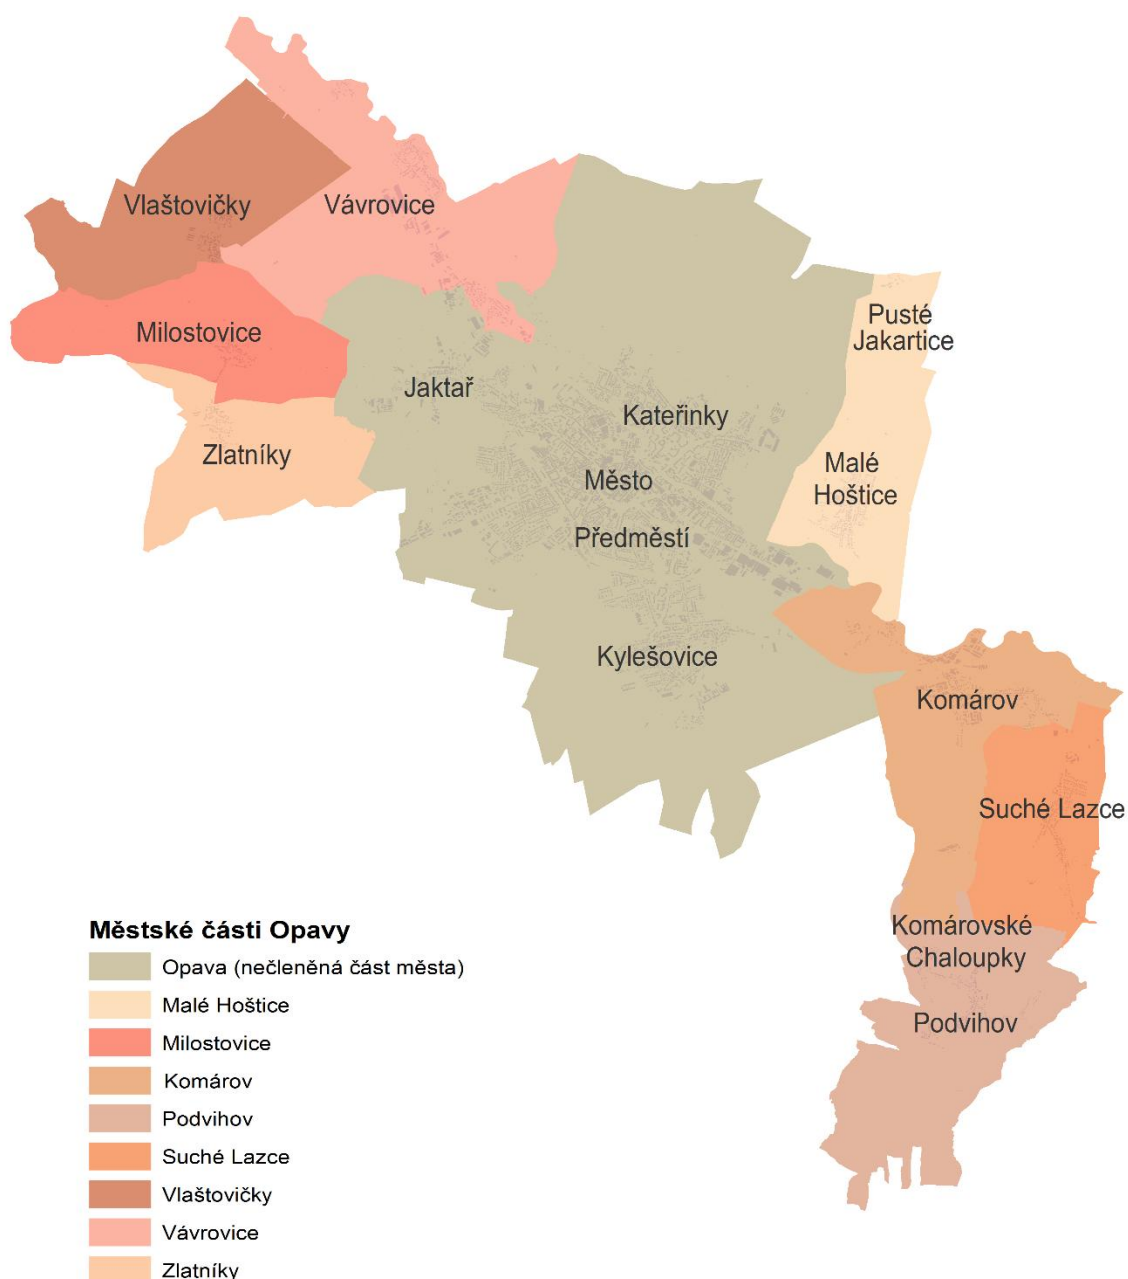 Vlaštovičky
Vávrovice
Milostovice
Pusté
Jakartice
Jaktař
Kateřinky
Zlatníky
Malé
Hoštice
Město
Předměstí
Kylešovice
Komárov
Suché Lazce
Komárovské
Chaloupky
Podvihov
Městské části Opavy
Opava (nečleněná část města)
Malé Hoštice
Milostovice
Komárov
Podvihov
Suché Lazce
Vlaštovičky
Vávrovice
Zlatníky